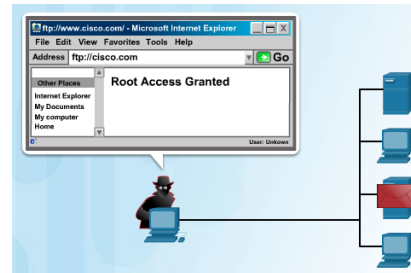 ftp://www.cisco.com/ - Microsoft Internet Explorer
File Edit View Favorites Tools Help
Address ftp://cisco.com Go
Other Places
Root Access Granted
Internet Explorer
My Documents
My computer
Home
User: Unkown